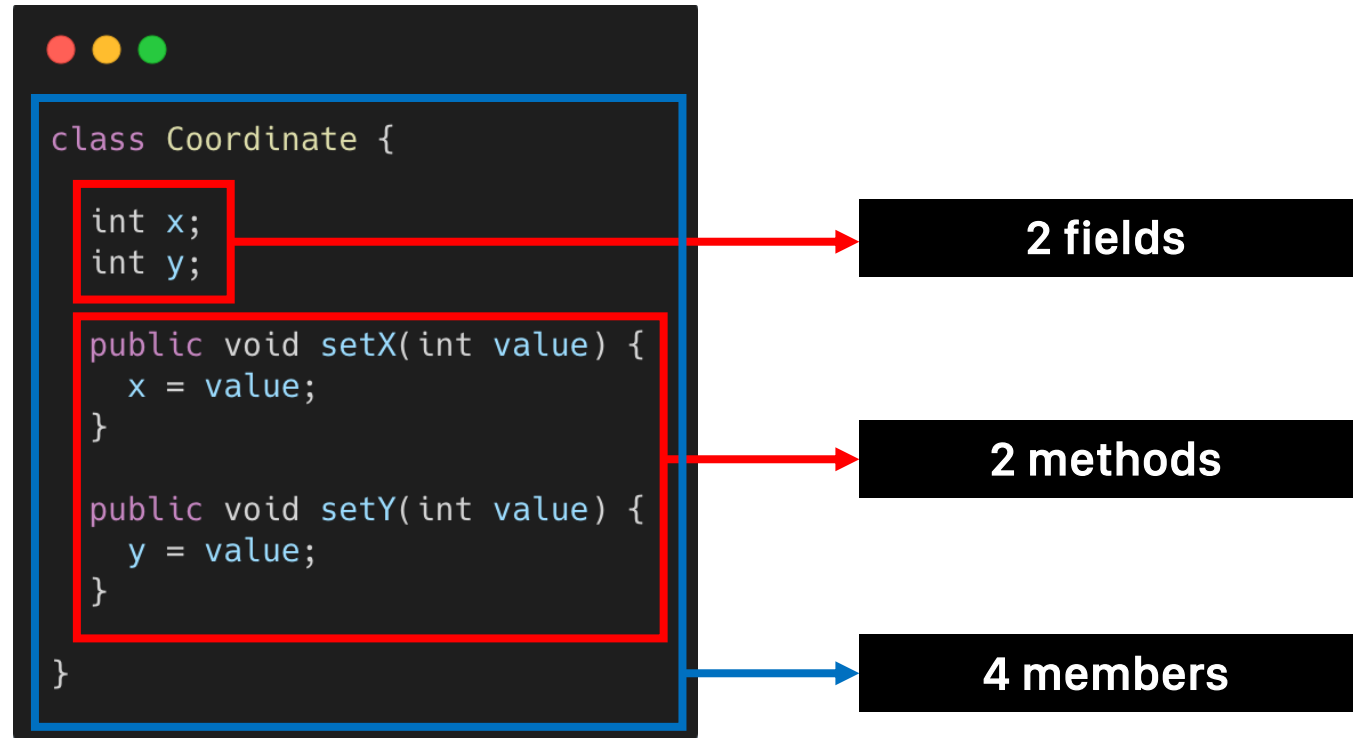 class Coordinate {
int x;
int y;
public void setX(int value) {
x = value;
}
public void setY(int value) {
y = value;
}
}
2 fields
2 methods
4 members